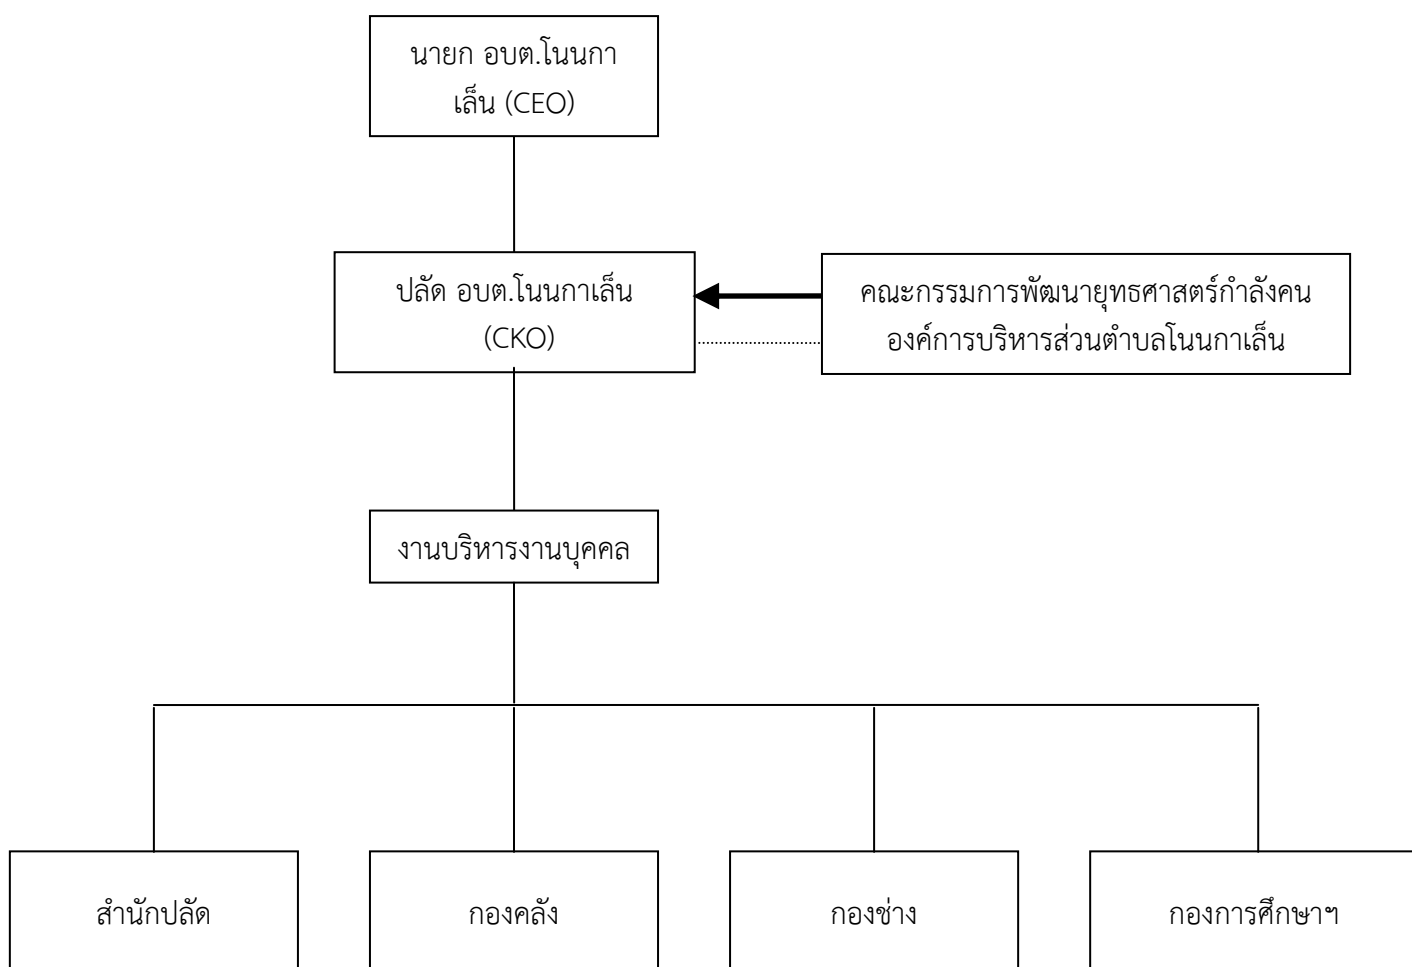 นายก อบต.โนนกา
เล็น (CEO)
ปลัด อบต.โนนกาเล็น
(CKO)
คณะกรรมการพัฒนายุทธศาสตร์กำลังคน
องค์การบริหารส่วนตำบลโนนกาเล็น
งานบริหารงานบุคคล
สำนักปลัด
กองคลัง
กองช่าง
กองการศึกษาฯ